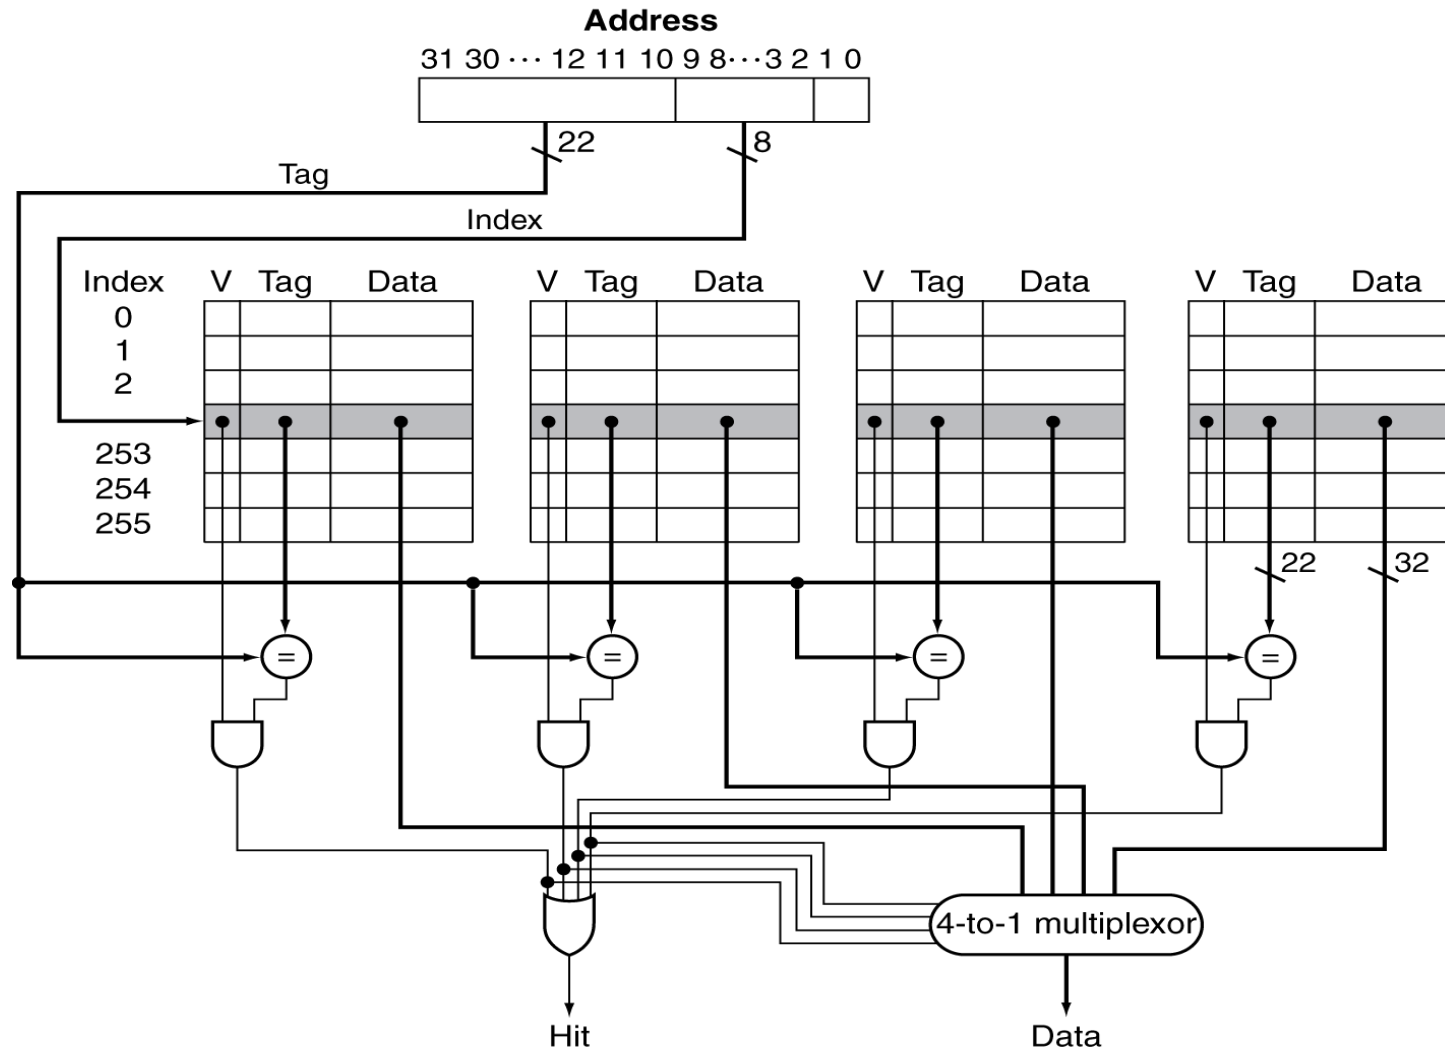 Address
31 30 ··· 12 11 10 9 8···3 2 1 0
22
8
Tag
Index
Index V Tag Data V Tag Data V Tag Data V Tag Data
0
1
2
253
254
255
22 32
= = = =
4-to-1 multiplexor
Hit Data